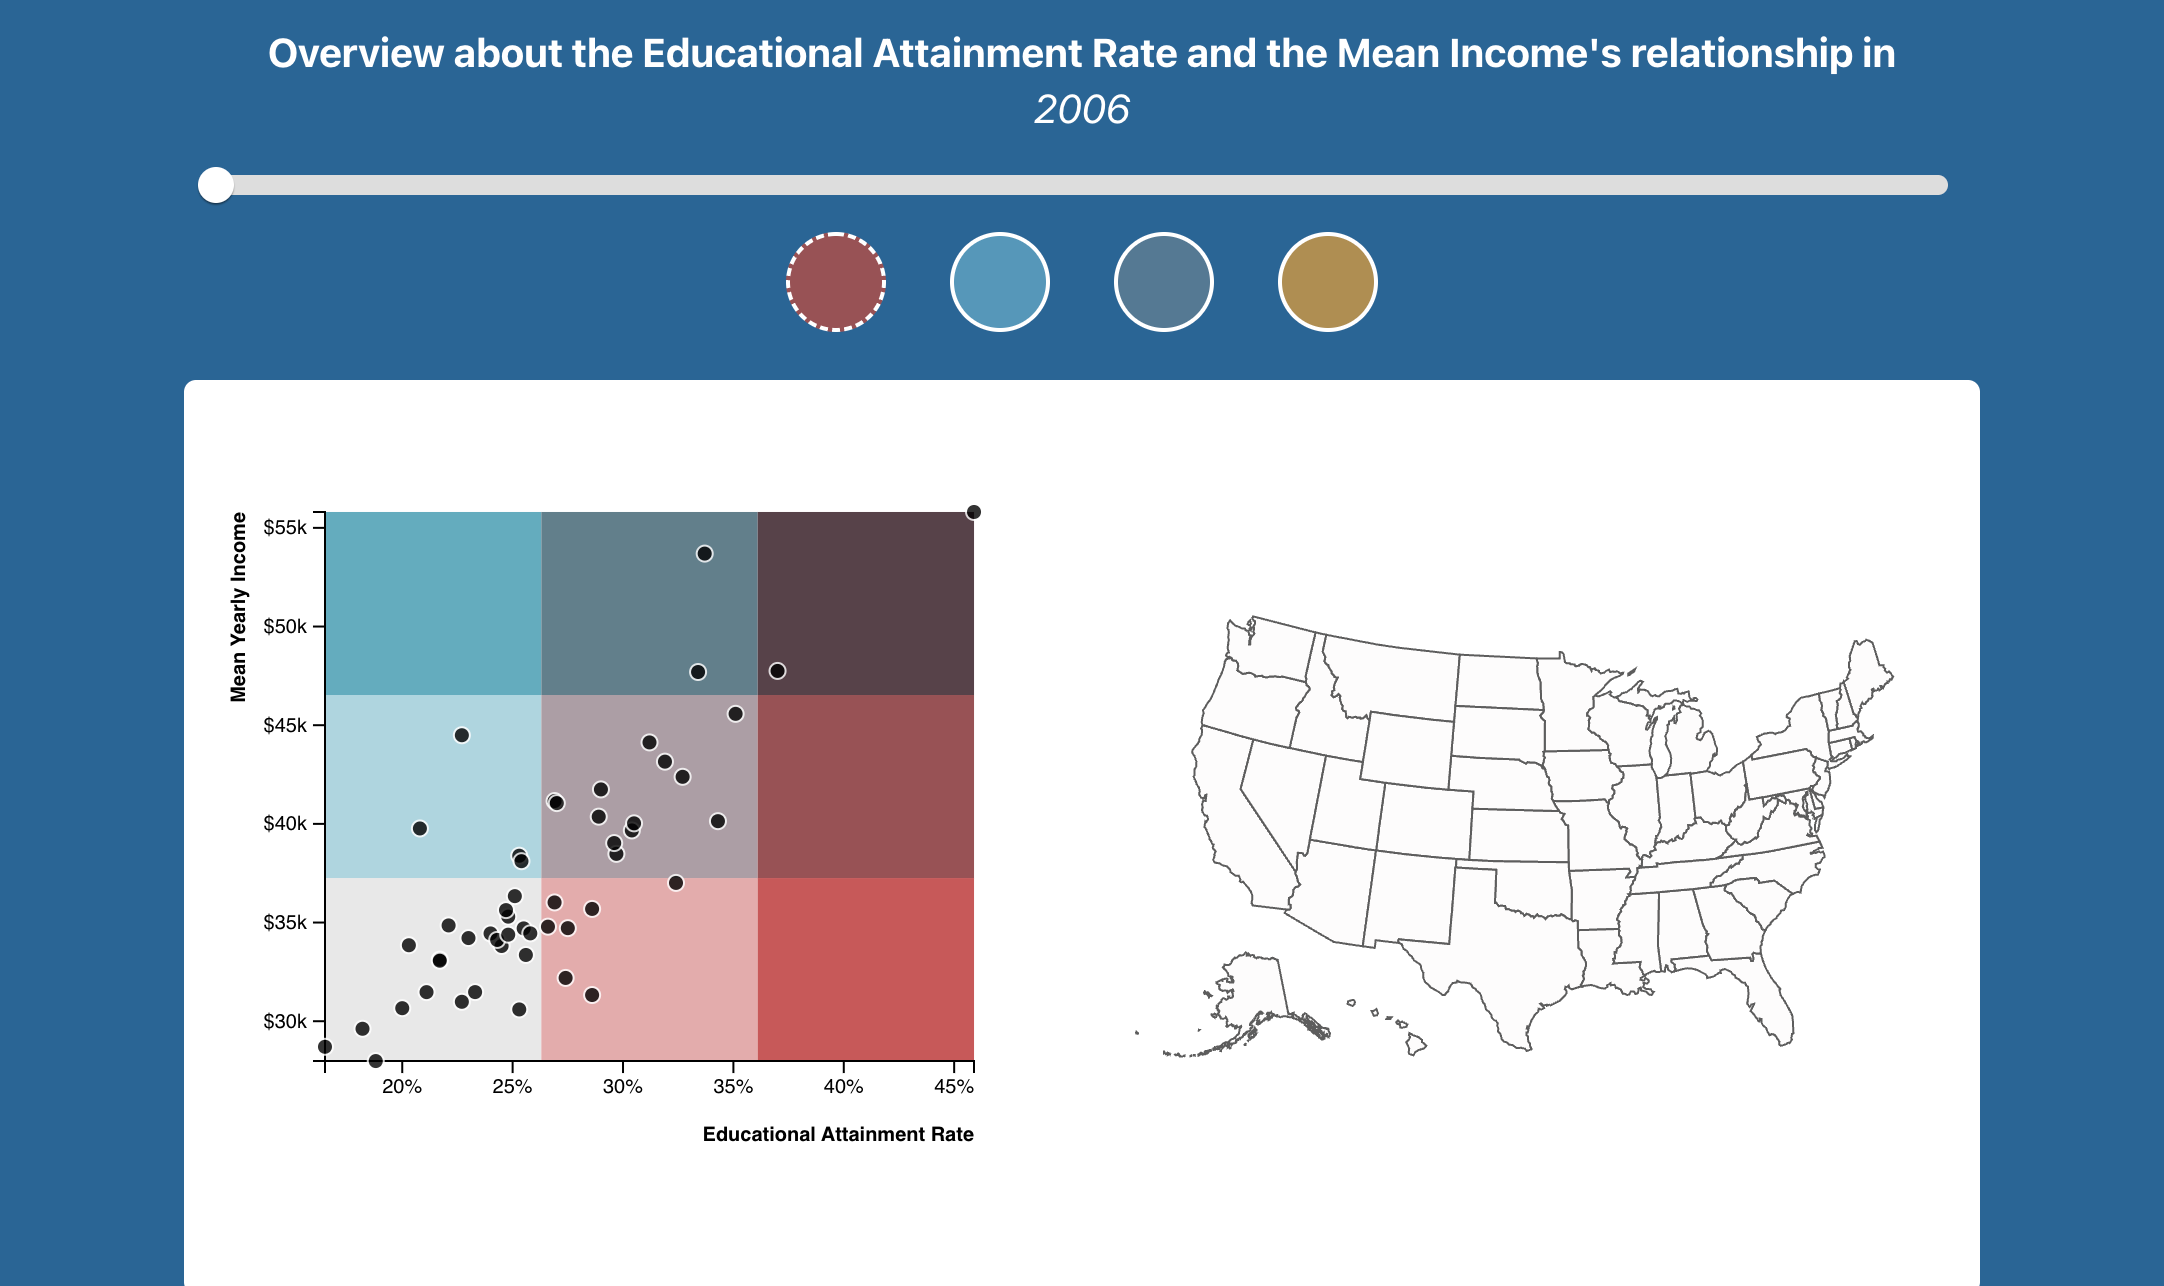 Overview about the Educational Attainment Rate and the Mean Income's relationship in
2006
Mean Yearly Income
$55k
$50k
$45k
$40k
$35k
$30k
20% 25% 30% 35% 40% 45%
Educational Attainment Rate